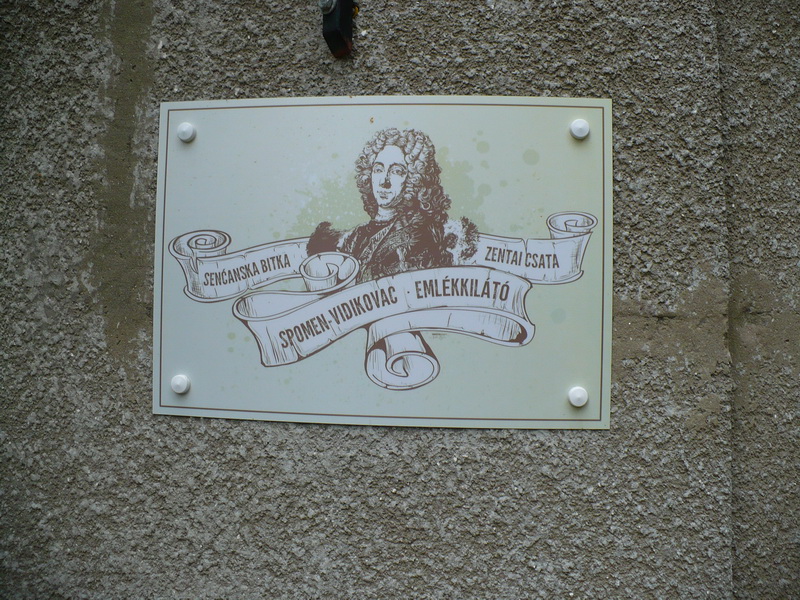 SENĆANSKA BITKA
ZENTAI CSATA
SPOMEN-VIDIKOVAC · EMLÉKKILÁTÓ